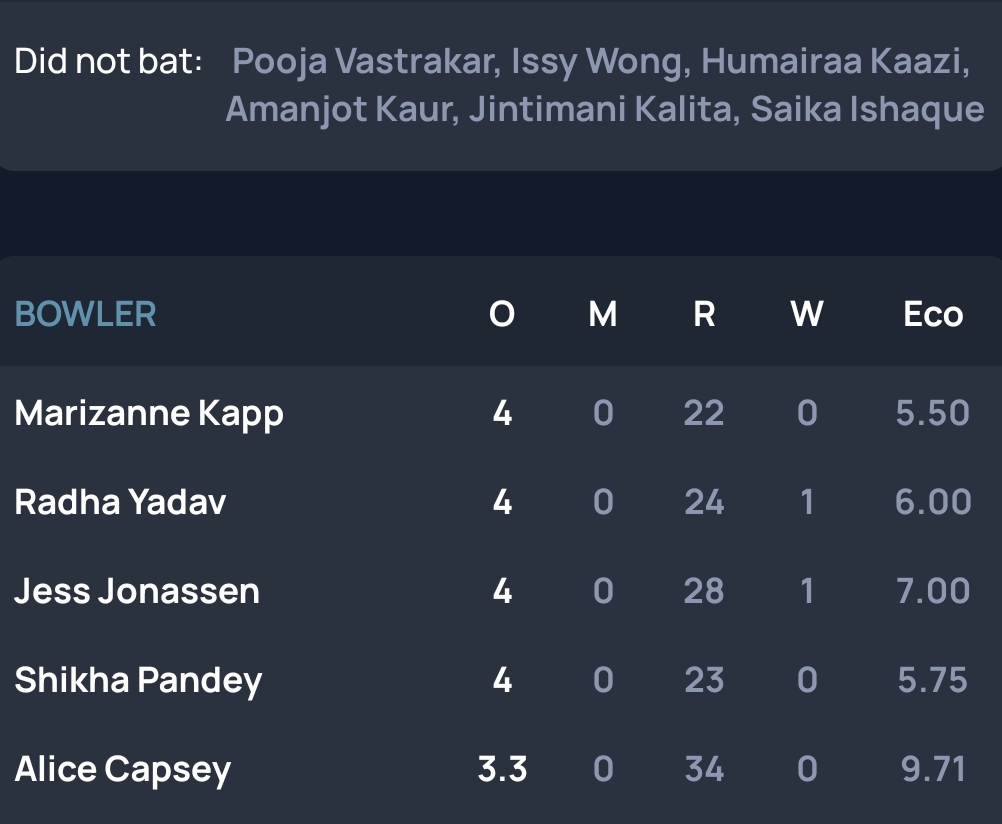 Did not bat: Pooja Vastrakar, Issy Wong, Humairaa Kaazi,
Amanjot Kaur, Jintimani Kalita, Saika Ishaque
BOWLER O M R W Eco
Marizanne Kapp 4 0 22 0 5.50
Radha Yadav 4 0 24 1 6.00
Jess Jonassen 4 0 28 1 7.00
Shikha Pandey 4 0 23 0 5.75
Alice Capsey 3.3 0 34 0 9.71